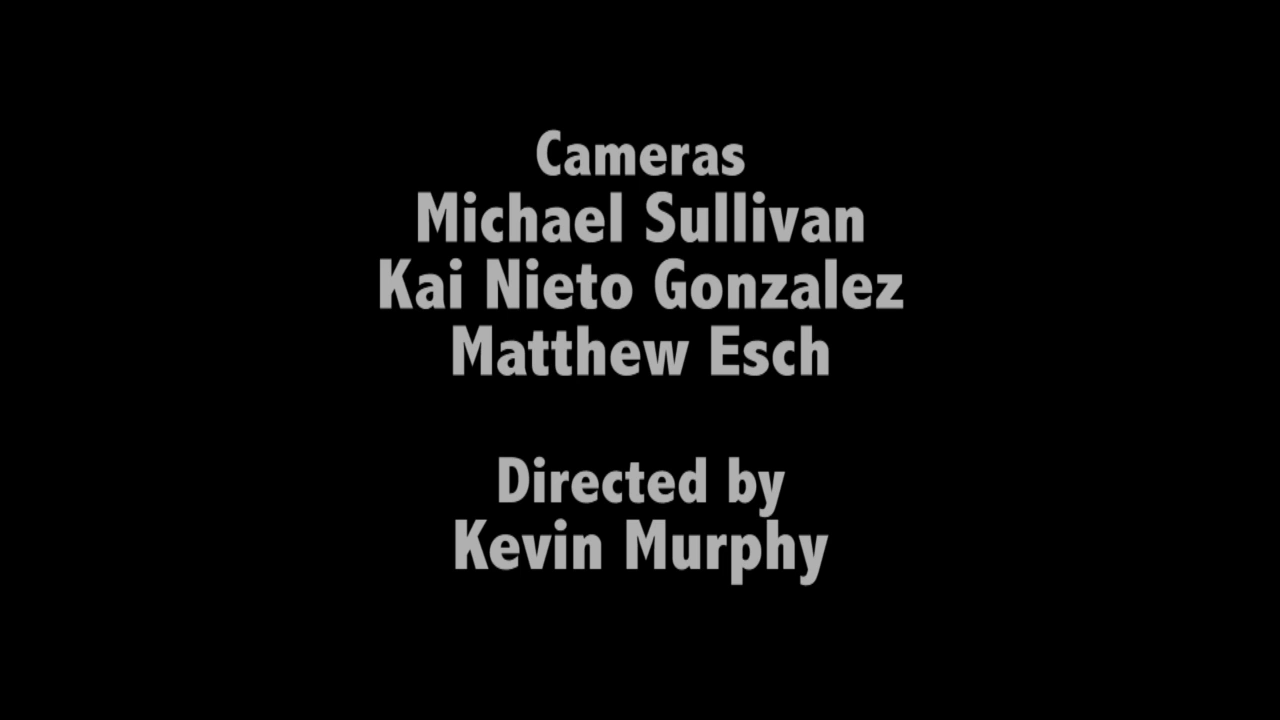 Cameras
Michael Sullivan
Kai Nieto Gonzalez
Matthew Esch
Directed by
Kevin Murphy